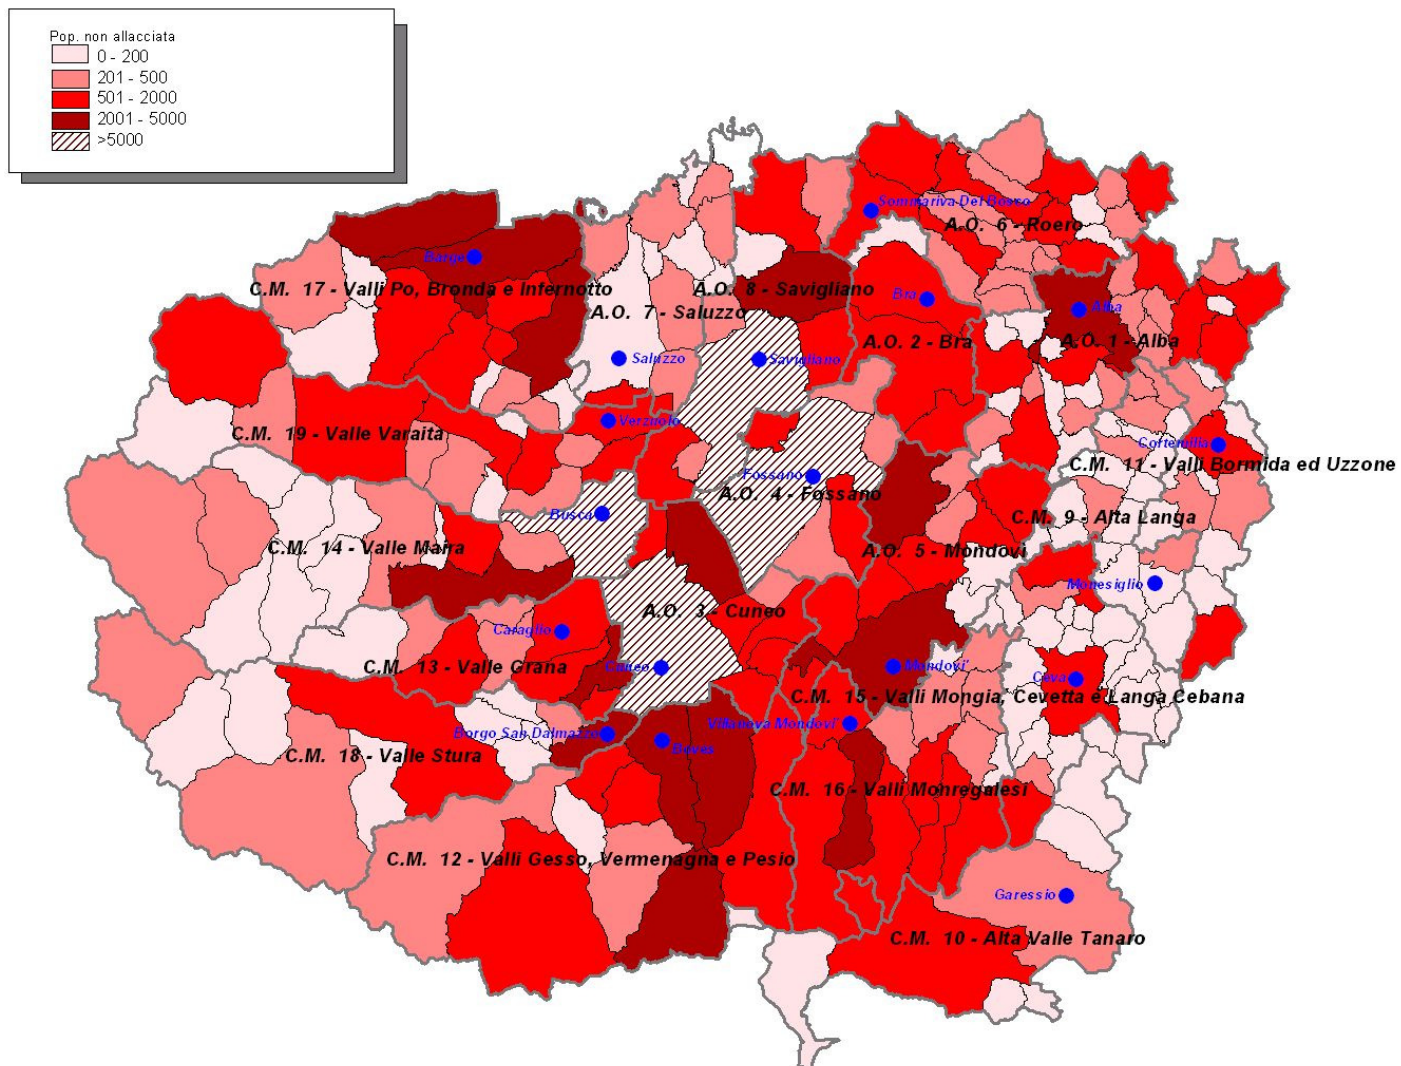 Pop. non allacciata
0 - 200
201 - 500
501 - 2000
2001 - 5000
>5000
Sommariva Del Bosco
A.O. 6 - Roero
Barge
C.M. 17 - Valli Po, Bronda e Infernotto
A.O. 8 - Savigliano
Bra
Alba
A.O. 7 - Saluzzo
A.O. 2 - Bra
A.O. 1 - Alba
Saluzzo
Savigliano
Verzuolo
C.M. 19 - Valle Varaita
Cortemilia
C.M. 11 - Valli Bormida ed Uzzone
Fossano
A.O. 4 - Fossano
Busca
C.M. 9 - Alta Langa
C.M. 14 - Valle Maira
A.O. 5 - Mondovì
Monesiglio
A.O. 3 - Cuneo
Caraglio
C.M. 13 - Valle Grana
Cuneo
Mondovi'
Ceva
C.M. 15 - Valli Mongia, Cevetta e Langa Cebana
Villanova Mondovi'
Borgo San Dalmazzo
Boves
C.M. 18 - Valle Stura
C.M. 16 - Valli Monregalesi
C.M. 12 - Valli Gesso, Vermenagna e Pesio
Garessio
C.M. 10 - Alta Valle Tanaro